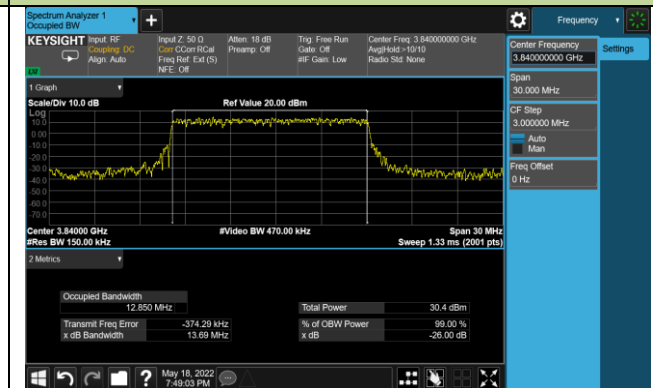 Spectrum Analyzer 1
Occupied BW
+
Frequency
KEYSIGHT
Input: RF
Coupling: DC
Align: Auto
Input Z: 50 Ω
Corr CCorr RCal
Freq Ref: Ext (S)
NFE: Off
Atten: 18 dB
Preamp: Off
Trig: Free Run
Gate: Off
#IF Gain: Low
Center Freq: 3.840000000 GHz
Avg|Hold:>10/10
Radio Std: None
Center Frequency
3.840000000 GHz
Settings
Span
30.000 MHz
CF Step
3.000000 MHz
Auto
Man
Freq Offset
0 Hz
1 Graph
Scale/Div 10.0 dB
Ref Value 20.00 dBm
Log
10.0
0.00
-10.0
-20.0
-30.0
-40.0
-50.0
-60.0
-70.0
Center 3.84000 GHz
#Video BW 470.00 kHz
Span 30 MHz
#Res BW 150.00 kHz
Sweep 1.33 ms (2001 pts)
2 Metrics
Occupied Bandwidth
12.850 MHz
Total Power
30.4 dBm
Transmit Freq Error
-374.29 kHz
% of OBW Power
99.00 %
x dB Bandwidth
13.69 MHz
x dB
-26.00 dB
?
May 18, 2022
7:49:03 PM